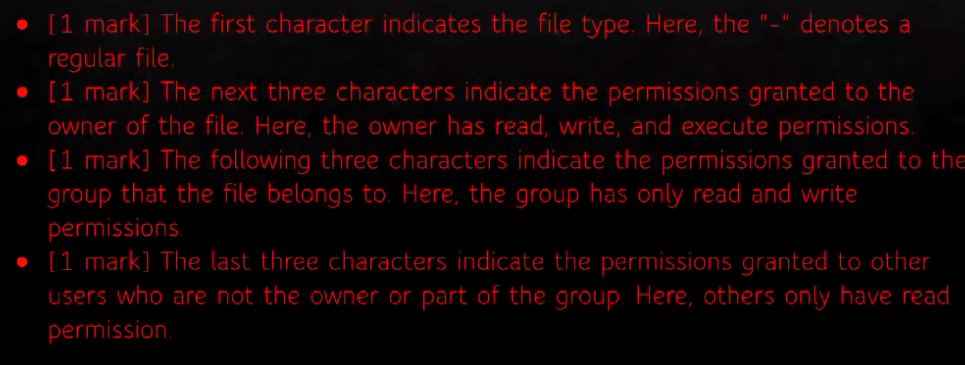 • [1 mark] The first character indicates the file type. Here, the "-" denotes a
regular file.
• [1 mark] The next three characters indicate the permissions granted to the
owner of the file. Here, the owner has read, write, and execute permissions.
• [1 mark] The following three characters indicate the permissions granted to the
group that the file belongs to. Here, the group has only read and write
permissions.
• [1 mark] The last three characters indicate the permissions granted to other
users who are not the owner or part of the group. Here, others only have read
permission.